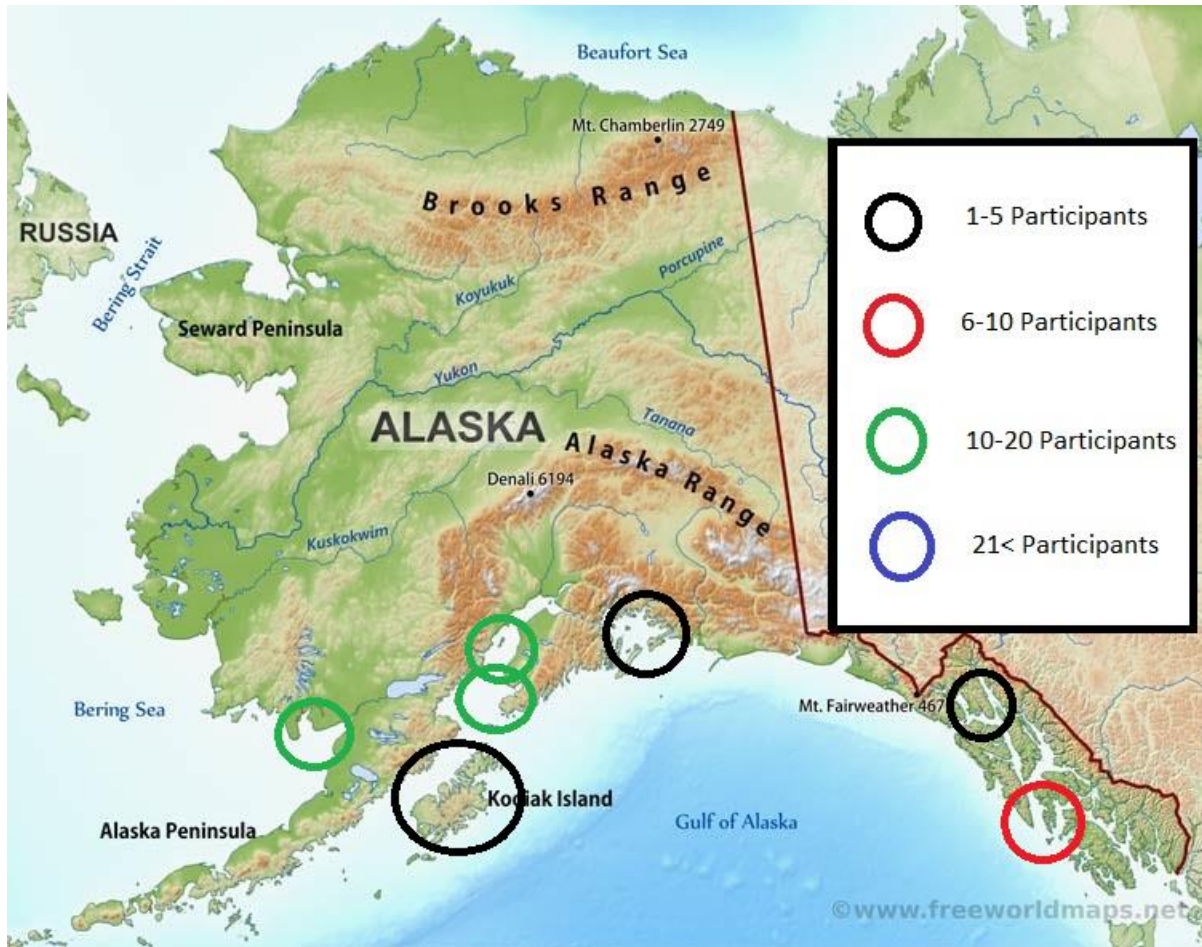 Beaufort Sea
Mt. Chamberlin 2749
Brooks Range
RUSSIA
Bering Strait
Porcupine
Koyukuk
Seward Peninsula
Yukon
ALASKA
Tanana
Alaska Range
Denali 6194
Kuskokwim
1-5 Participants
6-10 Participants
10-20 Participants
21< Participants
Bering Sea
Mt. Fairweather 467
Kodiak Island
Alaska Peninsula
Gulf of Alaska
©www.freeworldmaps.net